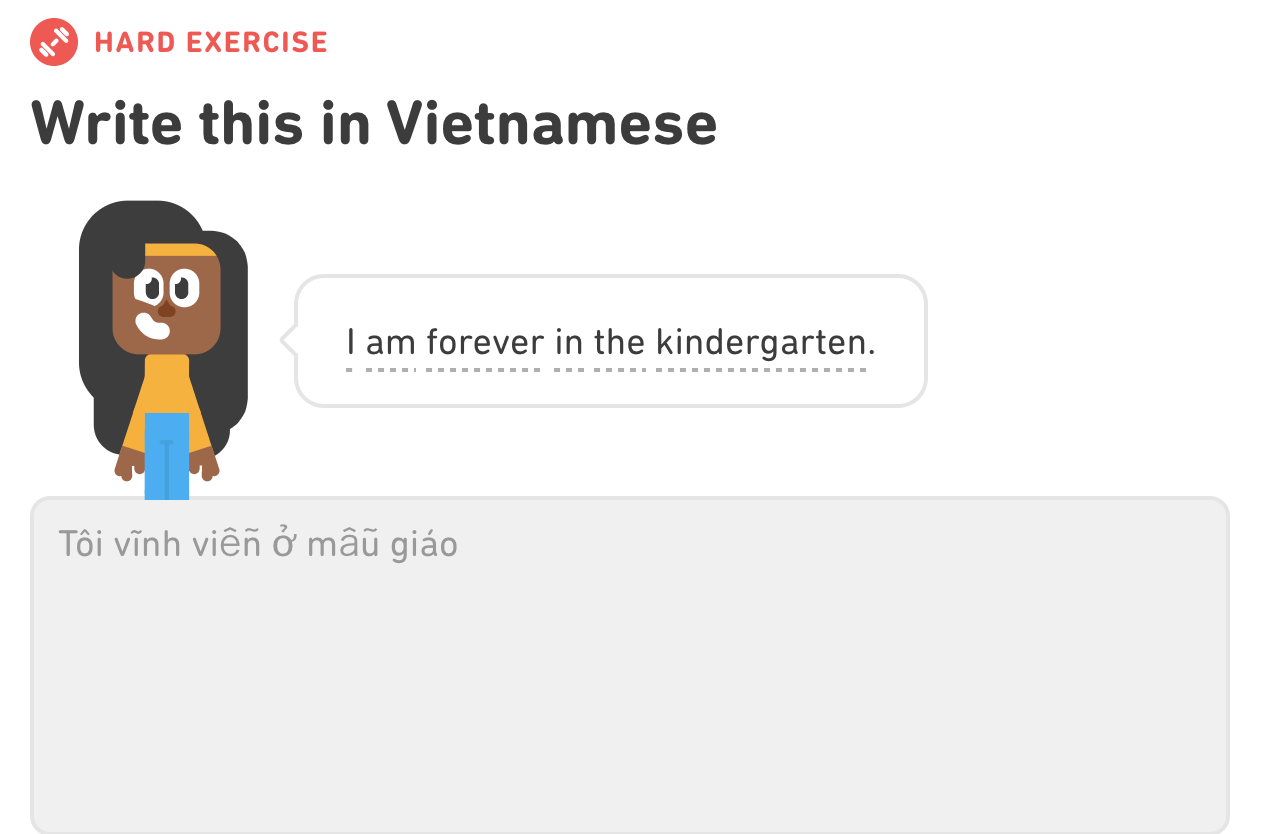 HARD EXERCISE
Write this in Vietnamese
I am forever in the kindergarten.
Tôi vĩnh viễn ở mẫu giáo